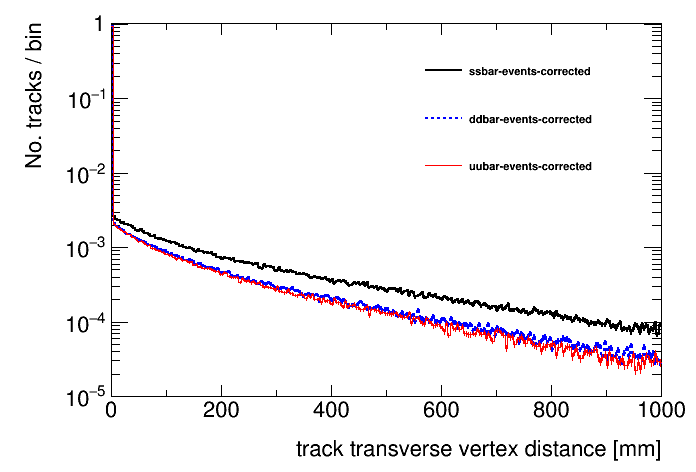 No. tracks / bin
1
10⁻¹
10⁻²
10⁻³
10⁻⁴
10⁻⁵
ssbar-events-corrected
ddbar-events-corrected
uubar-events-corrected
0 200 400 600 800 1000
track transverse vertex distance [mm]